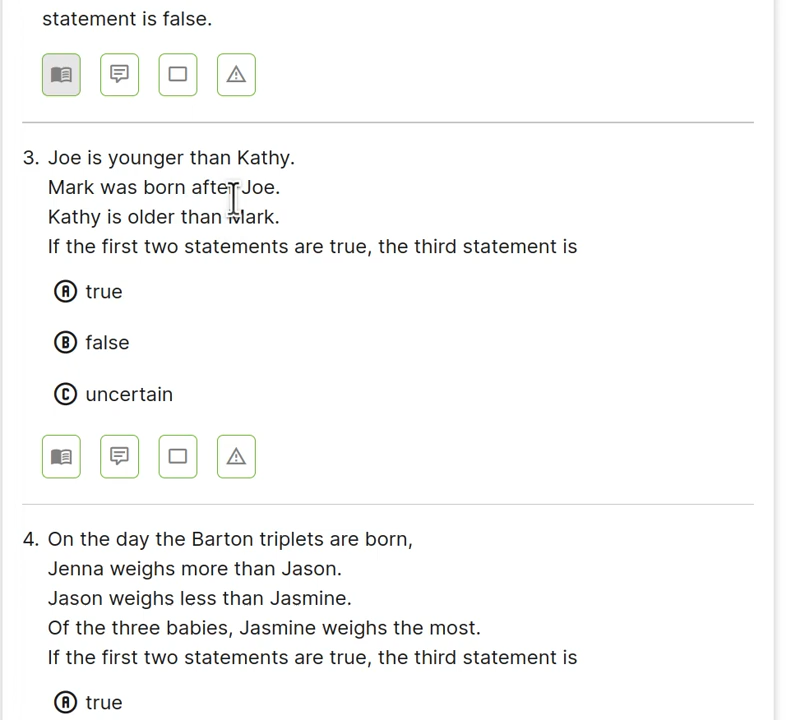 statement is false.
3. Joe is younger than Kathy.
Mark was born after Joe.
Kathy is older than Mark.
If the first two statements are true, the third statement is
A true
B false
C uncertain
4. On the day the Barton triplets are born,
Jenna weighs more than Jason.
Jason weighs less than Jasmine.
Of the three babies, Jasmine weighs the most.
If the first two statements are true, the third statement is
A true